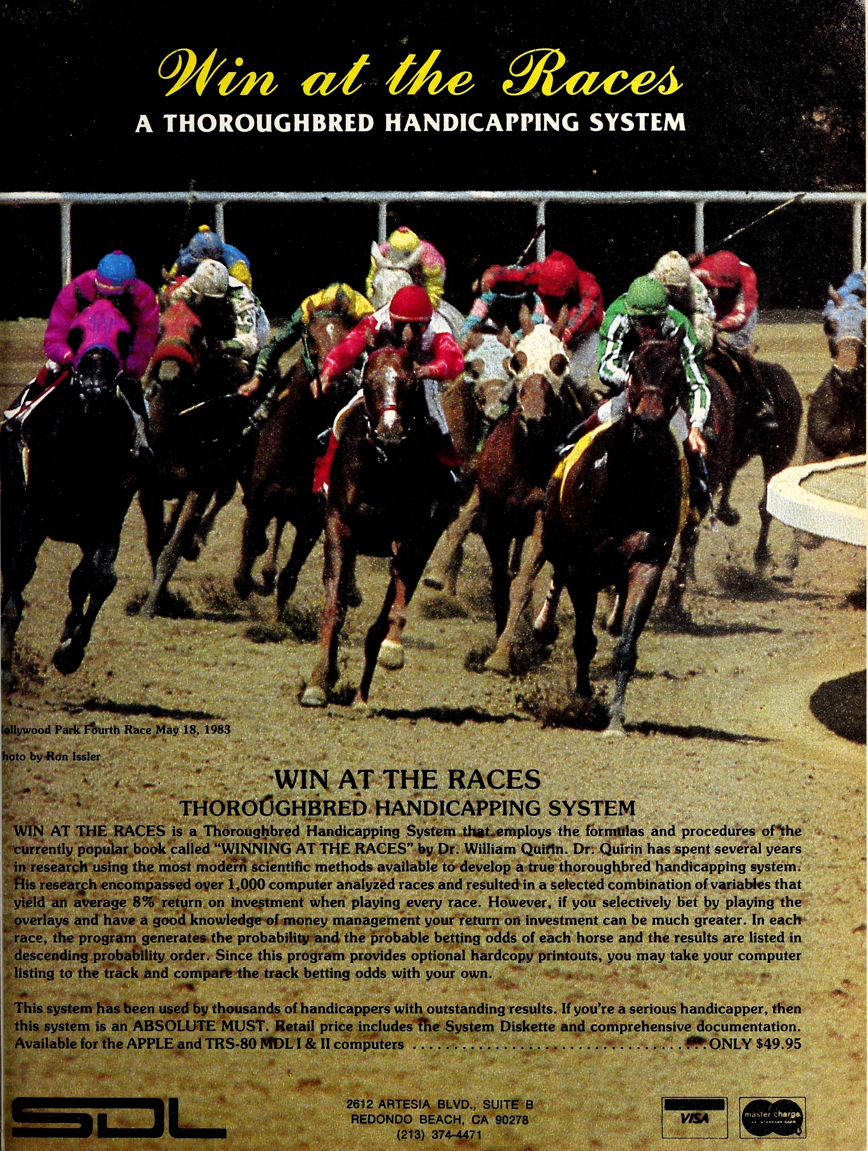 Win at the Races
A THOROUGHBRED HANDICAPPING SYSTEM
ollywood Park Fourth Race May 18, 1983
hoto by Ron Issler
WIN AT THE RACES
THOROUGHBRED HANDICAPPING SYSTEM
WIN AT THE RACES is a Thoroughbred Handicapping System that employs the formulas and procedures of the
currently popular book called “WINNING AT THE RACES” by Dr. William Quirin. Dr. Quirin has spent several years
in research using the most modern scientific methods available to develop a true thoroughbred handicapping system.
His research encompassed over 1,000 computer analyzed races and resulted in a selected combination of variables that
yield an average 8% return on investment when playing every race. However, if you selectively bet by playing the
overlays and have a good knowledge of money management your return on investment can be much greater. In each
race, the program generates the probability and the probable betting odds of each horse and the results are listed in
descending probability order. Since this program provides optional hardcopy printouts, you may take your computer
listing to the track and compare the track betting odds with your own.
This system has been used by thousands of handicappers with outstanding results. If you’re a serious handicapper, then
this system is an ABSOLUTE MUST. Retail price includes the System Diskette and comprehensive documentation.
Available for the APPLE and TRS-80 MDL I & II computers ................................... ONLY $49.95
SDL
2612 ARTESIA BLVD., SUITE B
REDONDO BEACH, CA 90278
(213) 374-4471
VISA
master charge